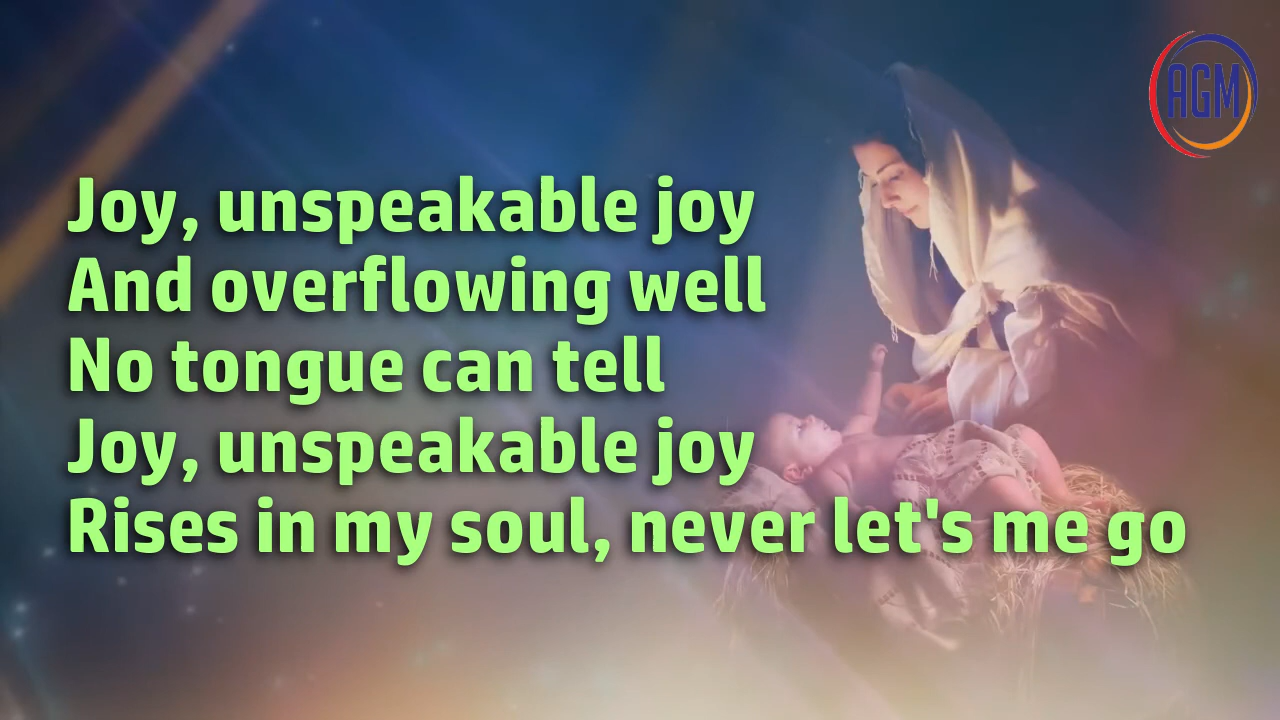 AGM
Joy, unspeakable joy
And overflowing well
No tongue can tell
Joy, unspeakable joy
Rises in my soul, never let's me go